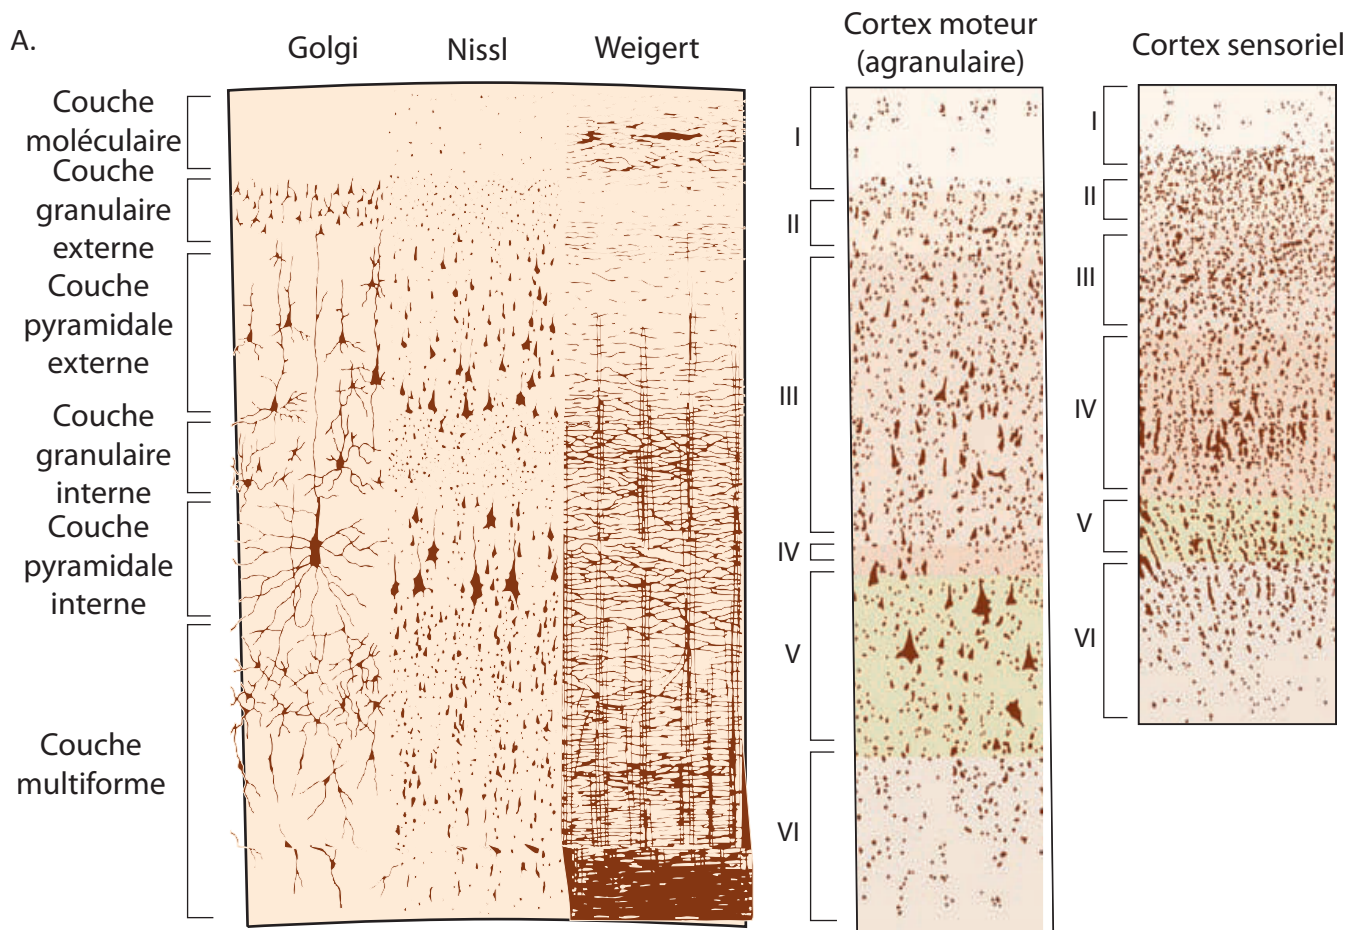 A.
Golgi
Nissl
Weigert
Cortex moteur
(agranulaire)
Cortex sensoriel
Couche
moléculaire
Couche
granulaire
externe
Couche
pyramidale
externe
Couche
granulaire
interne
Couche
pyramidale
interne
Couche
multiforme
I
II
III
IV
V
VI
I
II
III
IV
V
VI